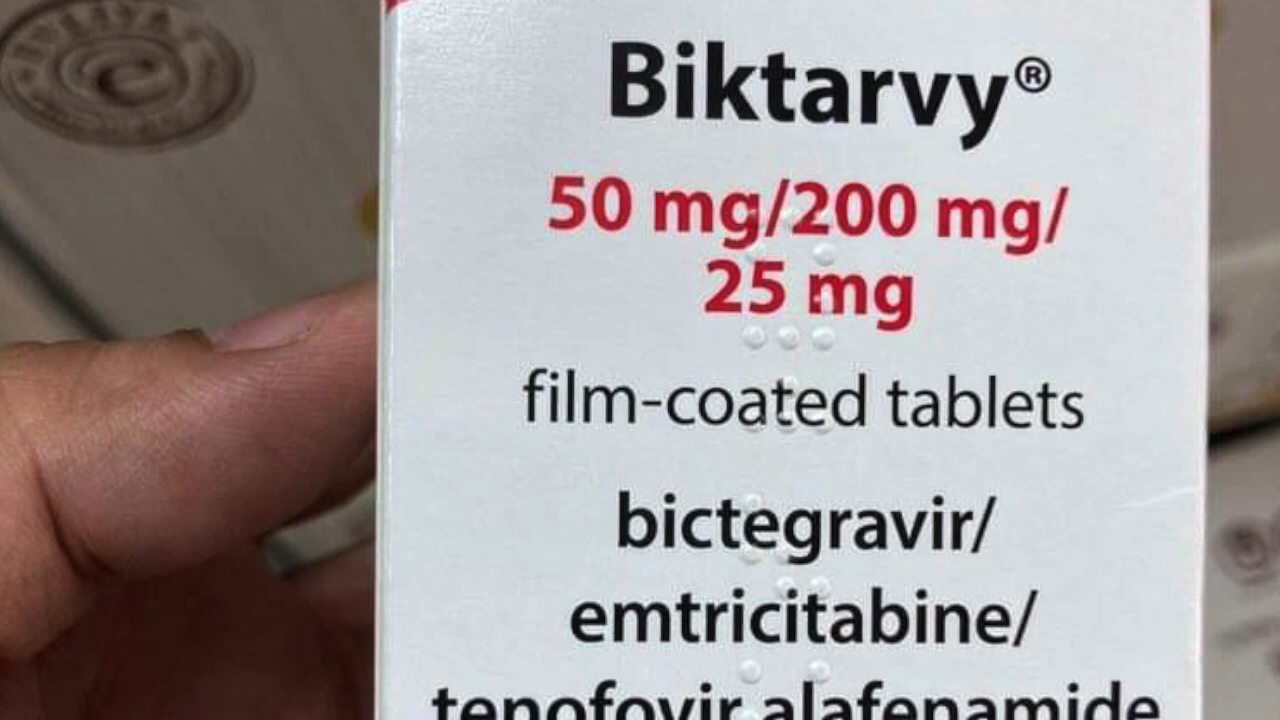 Biktarvy®
50 mg/200 mg/
25 mg
film-coated tablets
bictegravir/
emtricitabine/
tenofovir alafenamide